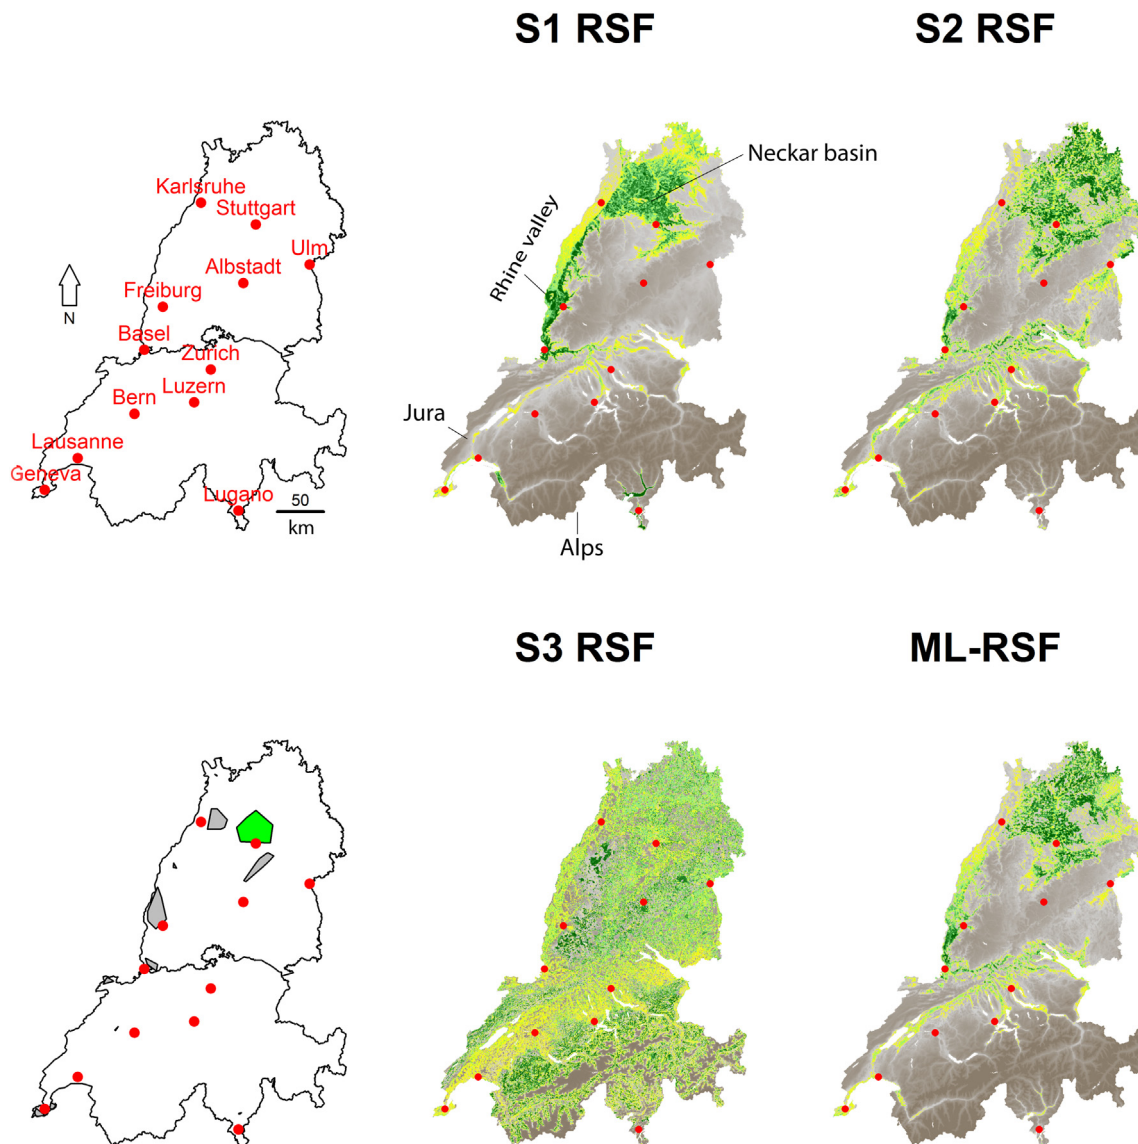 S1 RSF
S2 RSF
Karlsruhe
Stuttgart
Ulm
Albstadt
Freiburg
N
Basel
Zurich
Luzern
Bern
Lausanne
Geneva
Lugano
50
km
Neckar basin
Rhine valley
Jura
Alps
S3 RSF
ML-RSF